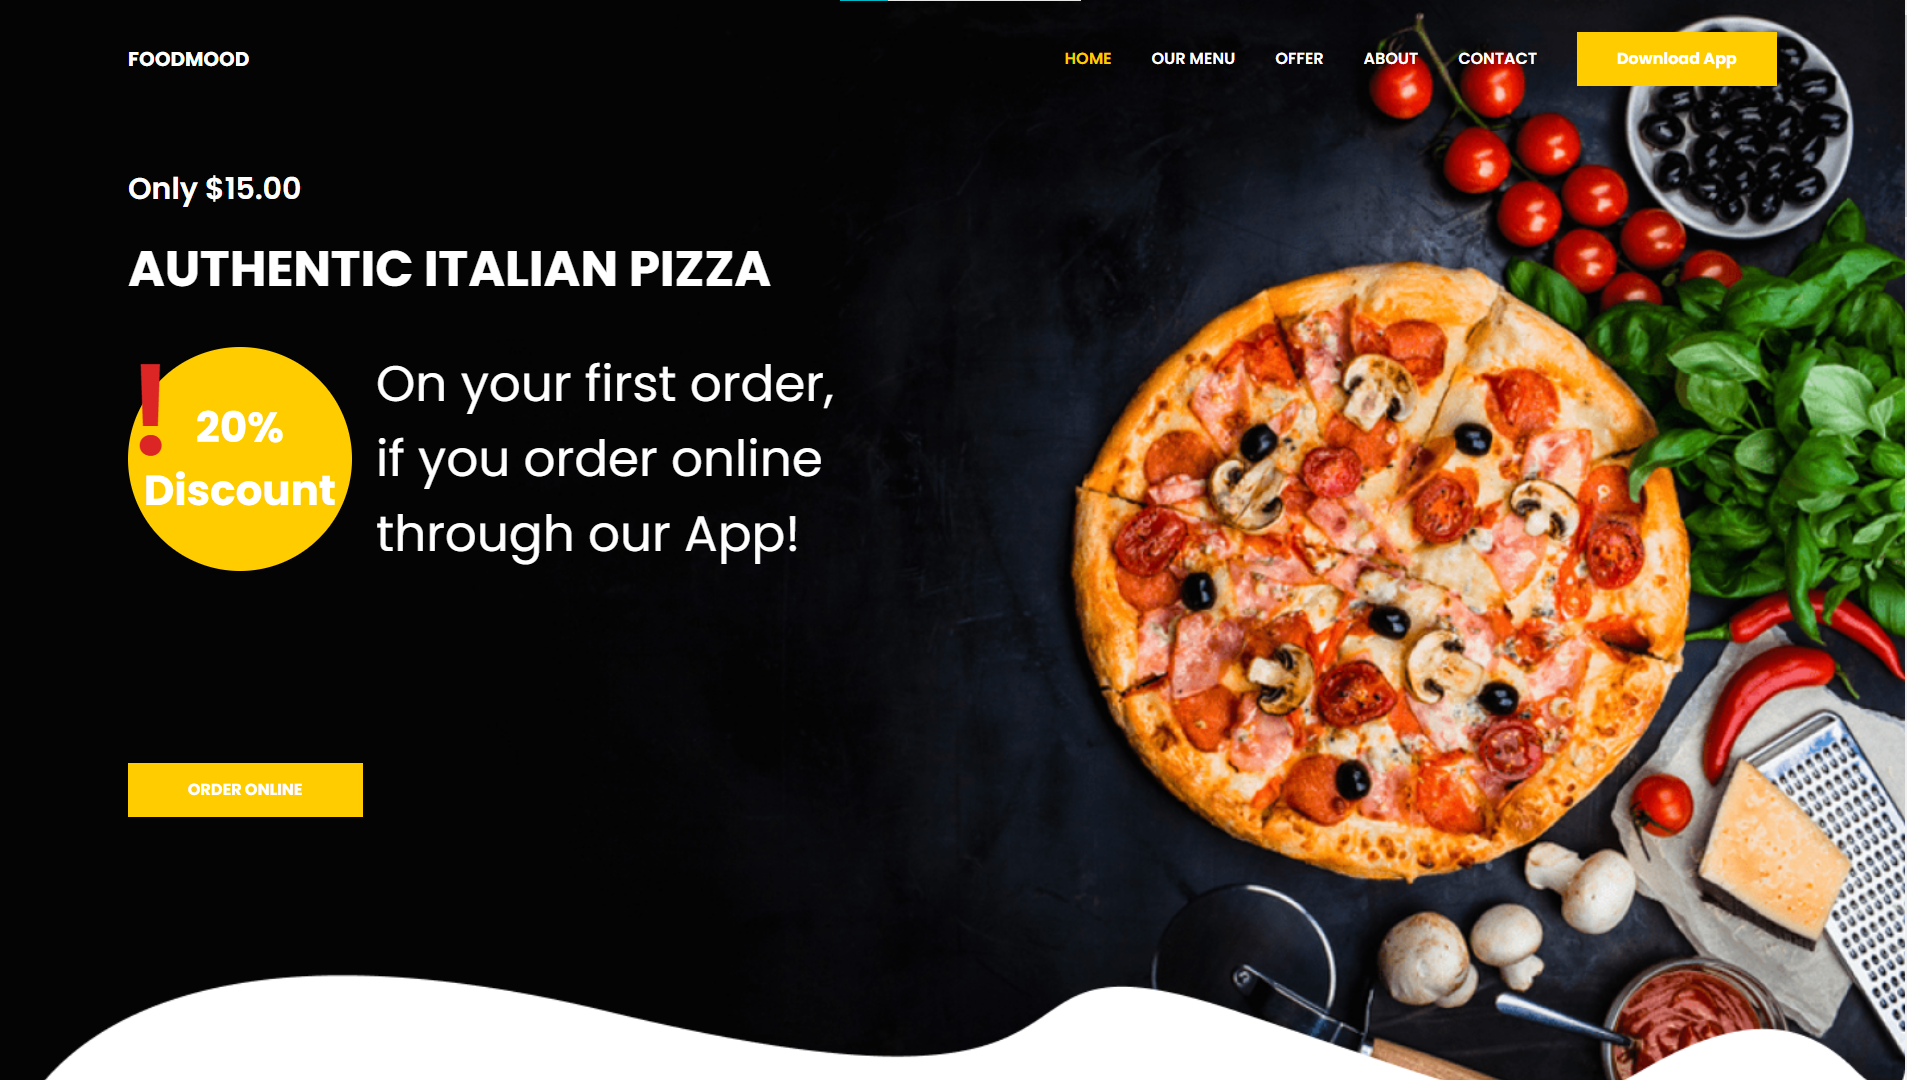 FOODMOOD
HOME OUR MENU OFFER ABOUT CONTACT Download App
Only $15.00
AUTHENTIC ITALIAN PIZZA
!
20%
Discount
On your first order,
if you order online
through our App!
ORDER ONLINE